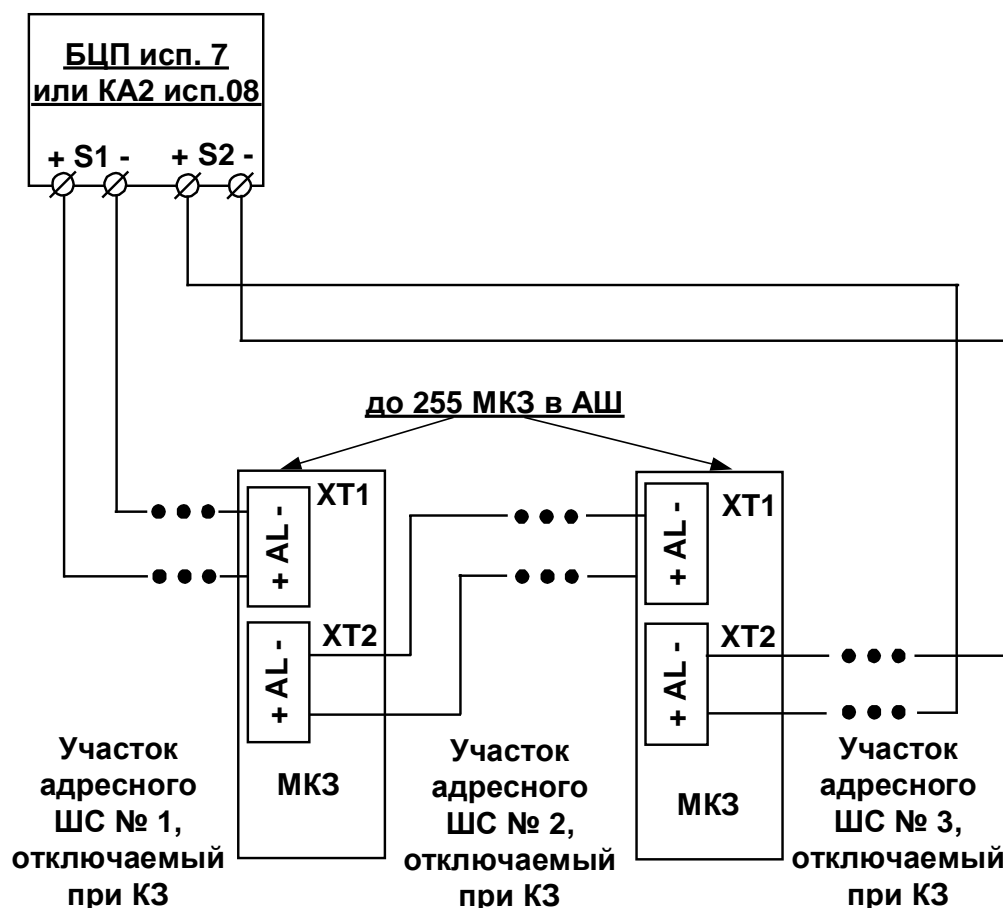 БЦП исп. 7
или КА2 исп.08
+ S1 -
+ S2 -
до 255 МКЗ в АШ
XT1
+ AL -
XT2
+ AL -
МКЗ
XT1
+ AL -
XT2
+ AL -
МКЗ
Участок
адресного
ШС № 1,
отключаемый
при КЗ
Участок
адресного
ШС № 2,
отключаемый
при КЗ
Участок
адресного
ШС № 3,
отключаемый
при КЗ